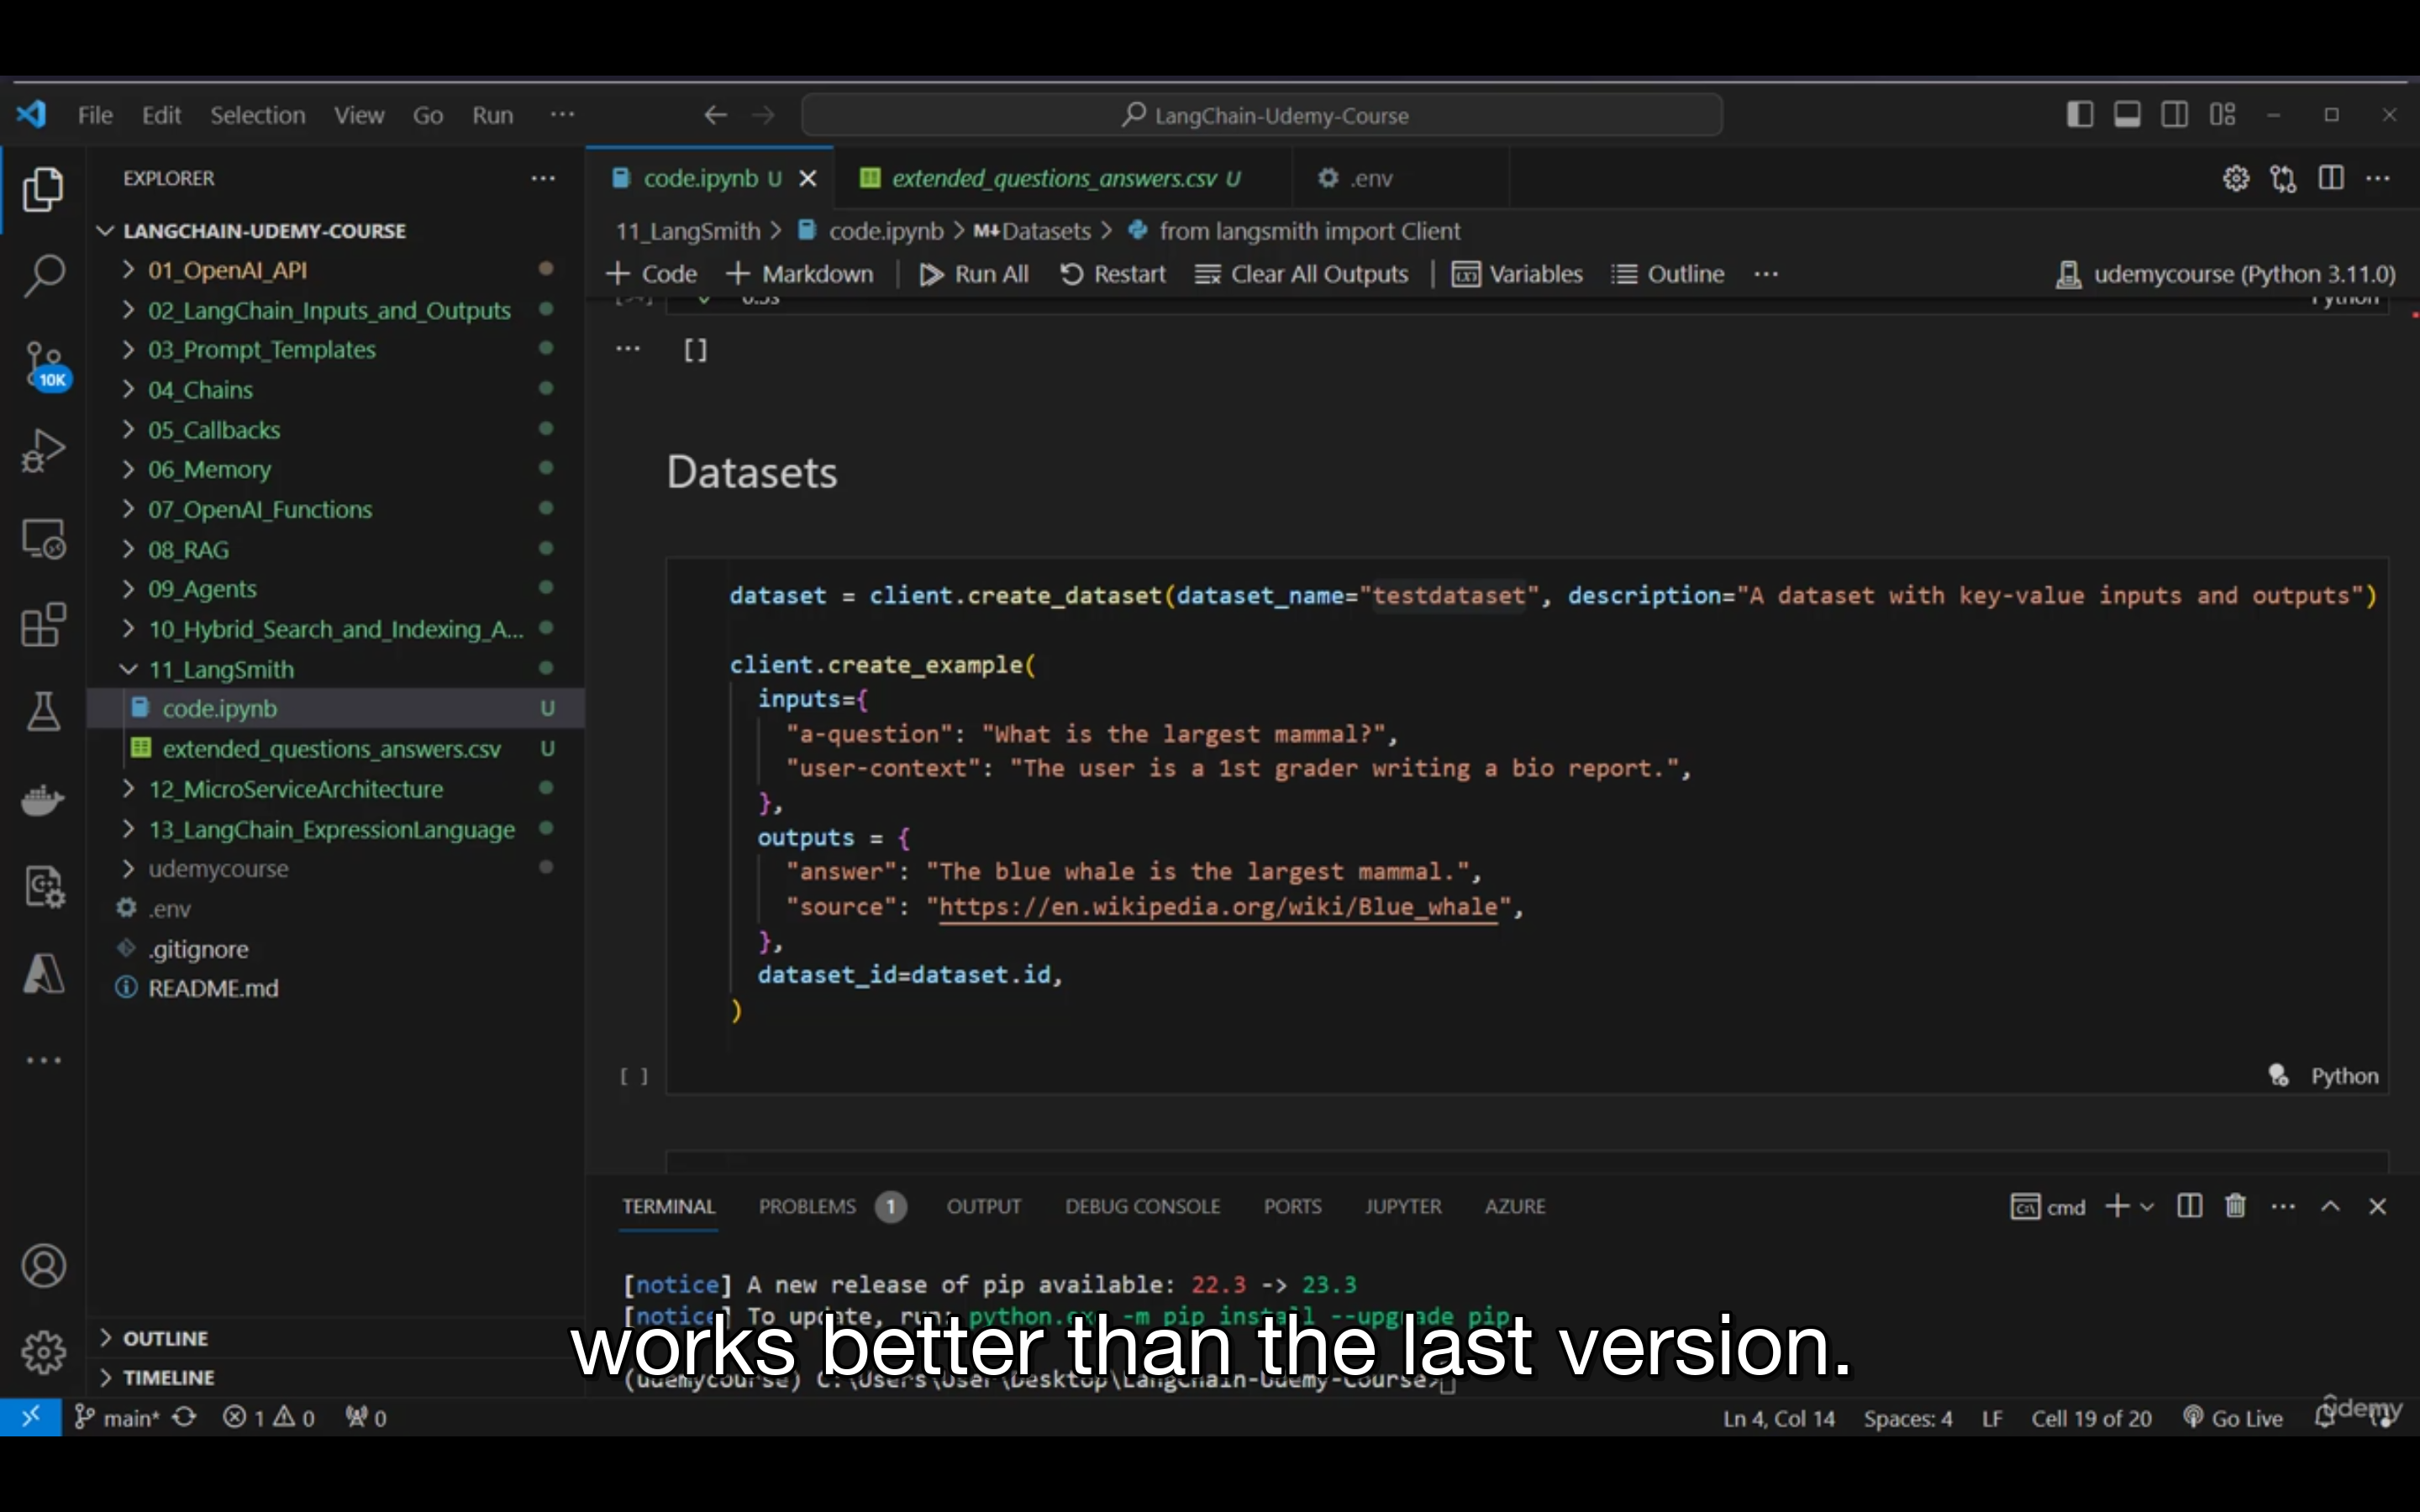 File Edit Selection View Go Run
LangChain-Udemy-Course
EXPLORER
code.ipynb U
extended_questions_answers.csv U
.env
LANGCHAIN-UDEMY-COURSE
11_LangSmith > code.ipynb > M↓Datasets > from langsmith import Client
01_OpenAI_API
+ Code + Markdown Run All Restart Clear All Outputs Variables Outline ... udemycourse (Python 3.11.0)
02_LangChain_Inputs_and_Outputs
0.3s
Python
03_Prompt_Templates
... []
04_Chains
05_Callbacks
06_Memory
Datasets
07_OpenAI_Functions
08_RAG
09_Agents
10_Hybrid_Search_and_Indexing_A...
11_LangSmith
code.ipynb U
extended_questions_answers.csv U
12_MicroServiceArchitecture
13_LangChain_ExpressionLanguage
udemycourse
.env
.gitignore
README.md
10K
dataset = client.create_dataset(dataset_name="testdataset", description="A dataset with key-value inputs and outputs")
client.create_example(
inputs={
"a-question": "What is the largest mammal?",
"user-context": "The user is a 1st grader writing a bio report.",
},
outputs = {
"answer": "The blue whale is the largest mammal.",
"source": "https://en.wikipedia.org/wiki/Blue_whale",
},
dataset_id=dataset.id,
)
[ ]
Python
TERMINAL PROBLEMS 1 OUTPUT DEBUG CONSOLE PORTS JUPYTER AZURE
cmd
[notice] A new release of pip available: 22.3 -> 23.3
[notice] To update, run: python.exe -m pip install --upgrade pip
works better than the last version.
(udemycourse) C:\Users\User\Desktop\LangChain-Udemy-Course>
OUTLINE
TIMELINE
main* 1 0 0
Ln 4, Col 14 Spaces: 4 LF Cell 19 of 20 Go Live
udemy